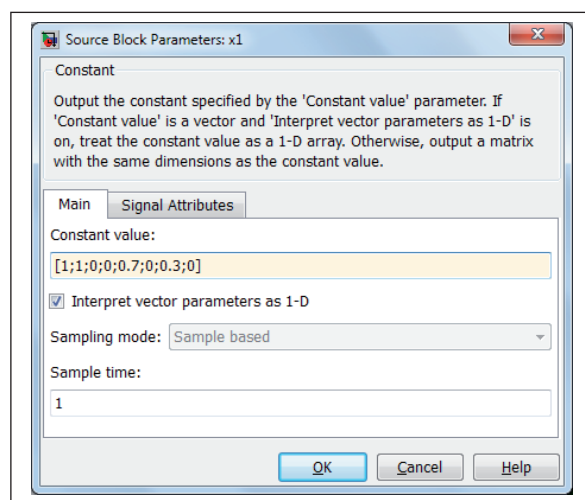 Source Block Parameters: x1
Constant
Output the constant specified by the 'Constant value' parameter. If
'Constant value' is a vector and 'Interpret vector parameters as 1-D' is
on, treat the constant value as a 1-D array. Otherwise, output a matrix
with the same dimensions as the constant value.
Main Signal Attributes
Constant value:
[1;1;0;0;0.7;0;0.3;0]
Interpret vector parameters as 1-D
Sampling mode: Sample based
Sample time:
1
OK Cancel Help